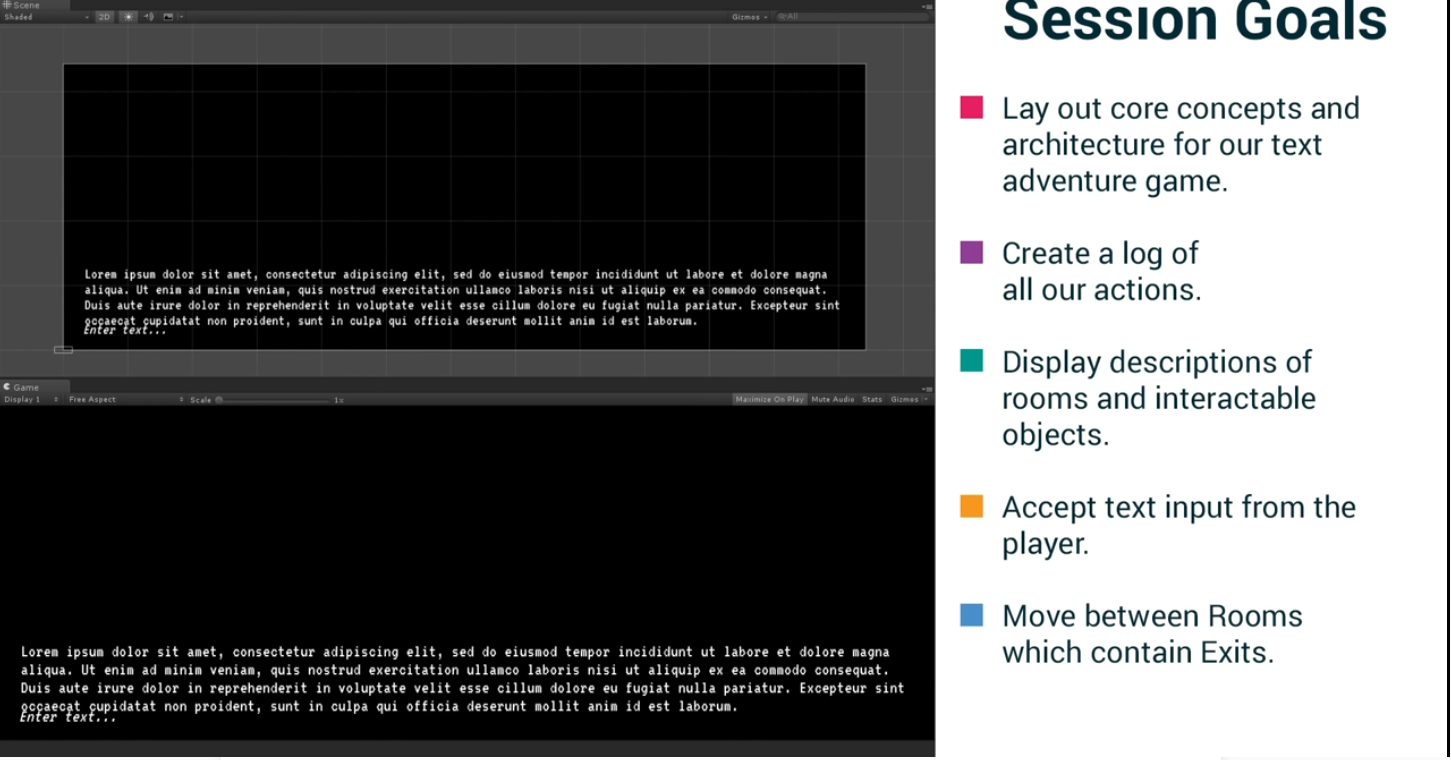 Scene
Shaded
2D
Gizmos
All
Lorem ipsum dolor sit amet, consectetur adipiscing elit, sed do eiusmod tempor incididunt ut labore et dolore magna
aliqua. Ut enim ad minim veniam, quis nostrud exercitation ullamco laboris nisi ut aliquip ex ea commodo consequat.
Duis aute irure dolor in reprehenderit in voluptate velit esse cillum dolore eu fugiat nulla pariatur. Excepteur sint
occaecat cupidatat non proident, sunt in culpa qui officia deserunt mollit anim id est laborum.
Enter text...
Game
Display 1
Free Aspect
Scale
1x
Maximize On Play
Mute Audio
Stats
Gizmos
Lorem ipsum dolor sit amet, consectetur adipiscing elit, sed do eiusmod tempor incididunt ut labore et dolore magna
aliqua. Ut enim ad minim veniam, quis nostrud exercitation ullamco laboris nisi ut aliquip ex ea commodo consequat.
Duis aute irure dolor in reprehenderit in voluptate velit esse cillum dolore eu fugiat nulla pariatur. Excepteur sint
occaecat cupidatat non proident, sunt in culpa qui officia deserunt mollit anim id est laborum.
Enter text...
Session Goals
Lay out core concepts and
architecture for our text
adventure game.
Create a log of
all our actions.
Display descriptions of
rooms and interactable
objects.
Accept text input from the
player.
Move between Rooms
which contain Exits.